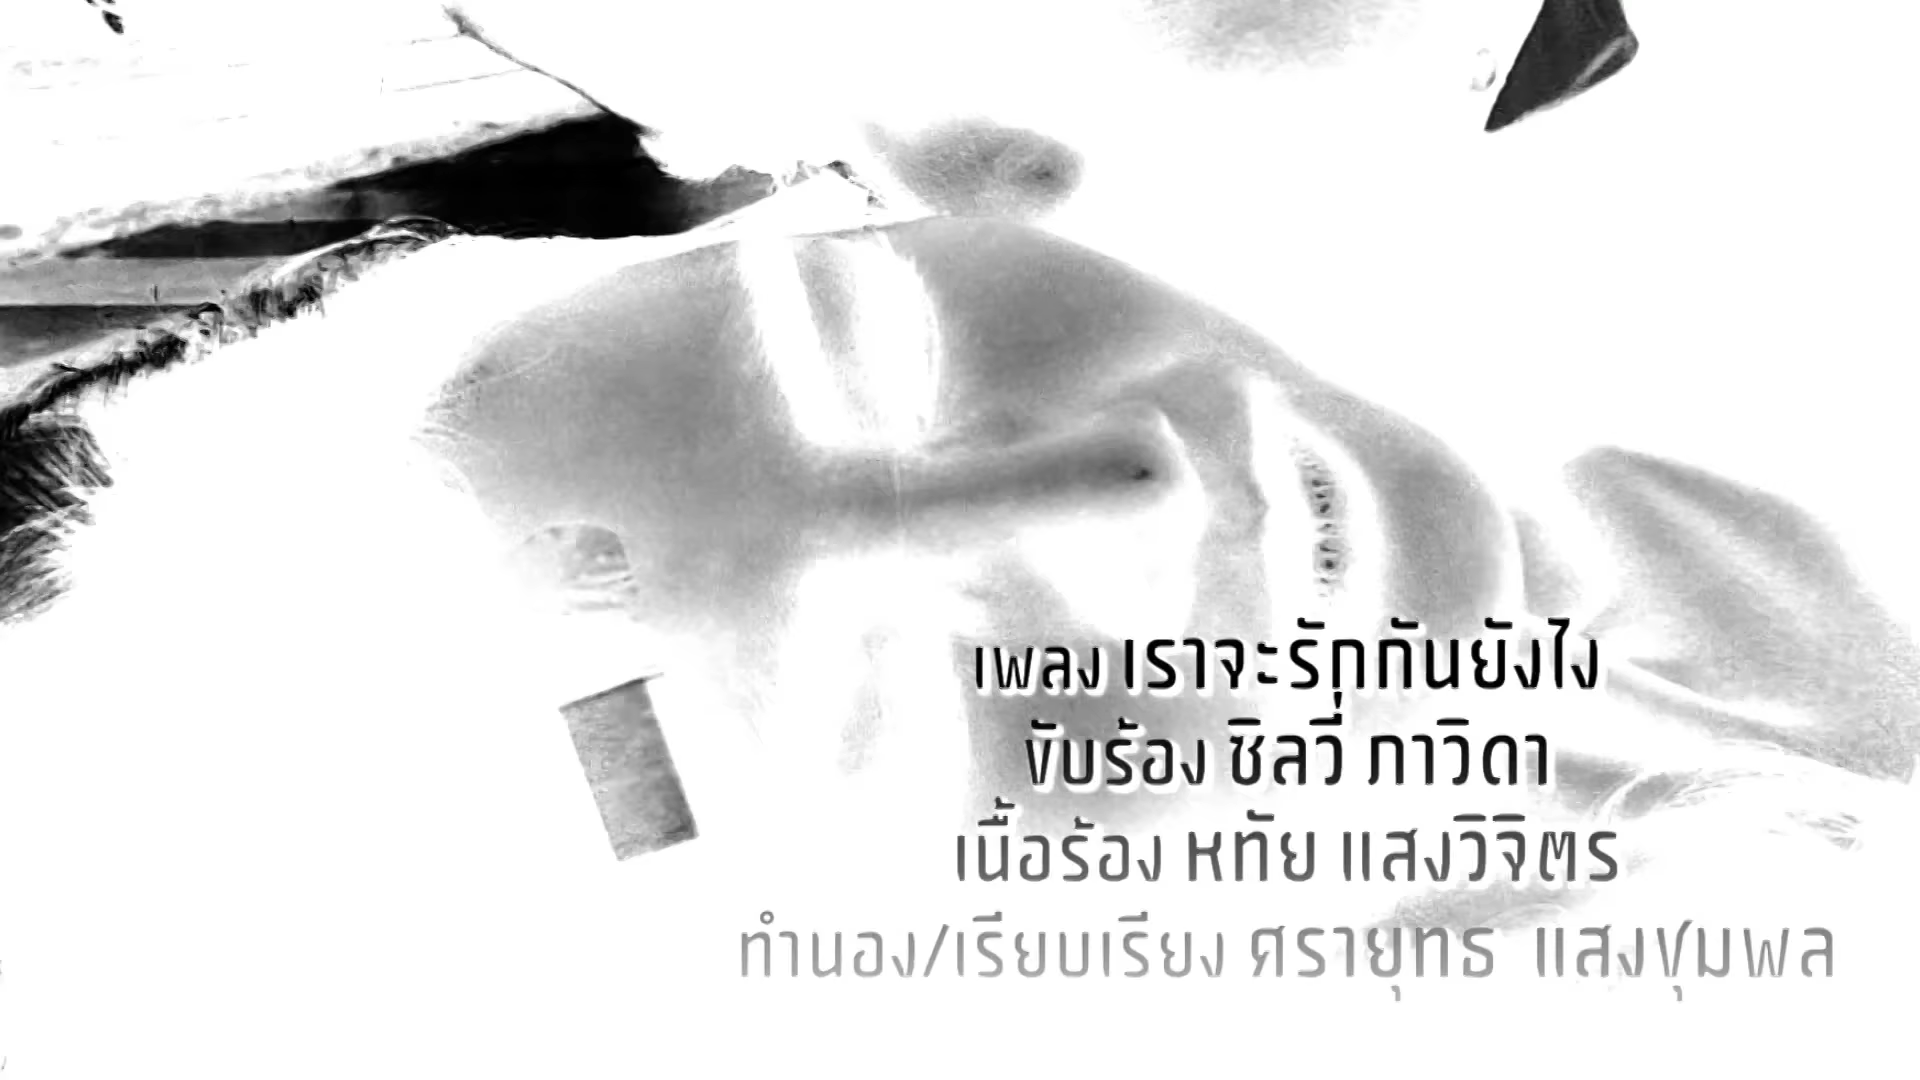 เพลง เราจะรักกันยังไง
ขับร้อง ซิลวี่ ภาวิดา
เนื้อร้อง หทัย แสงวิจิตร
ทำนอง/เรียบเรียง ศรายุทธ แสงชุมพล